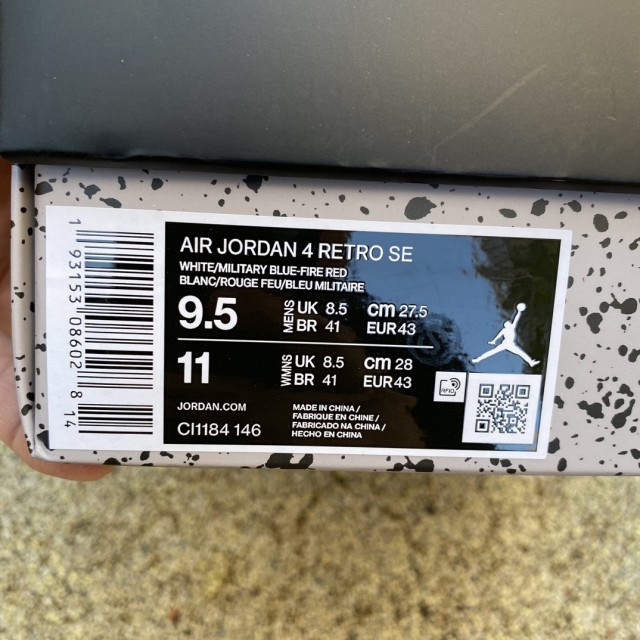 AIR JORDAN 4 RETRO SE
WHITE/MILITARY BLUE-FIRE RED
BLANC/ROUGE FEU/BLEU MILITAIRE
9.5 MENS UK 8.5 cm 27.5
BR 41 EUR 43
11 WMNS UK 8.5 cm 28
BR 41 EUR 43
RFID
JORDAN.COM
CI1184 146
MADE IN CHINA /
FABRIQUE EN CHINE /
FABRICADO NA CHINA /
HECHO EN CHINA
1 93153 08602 8 14